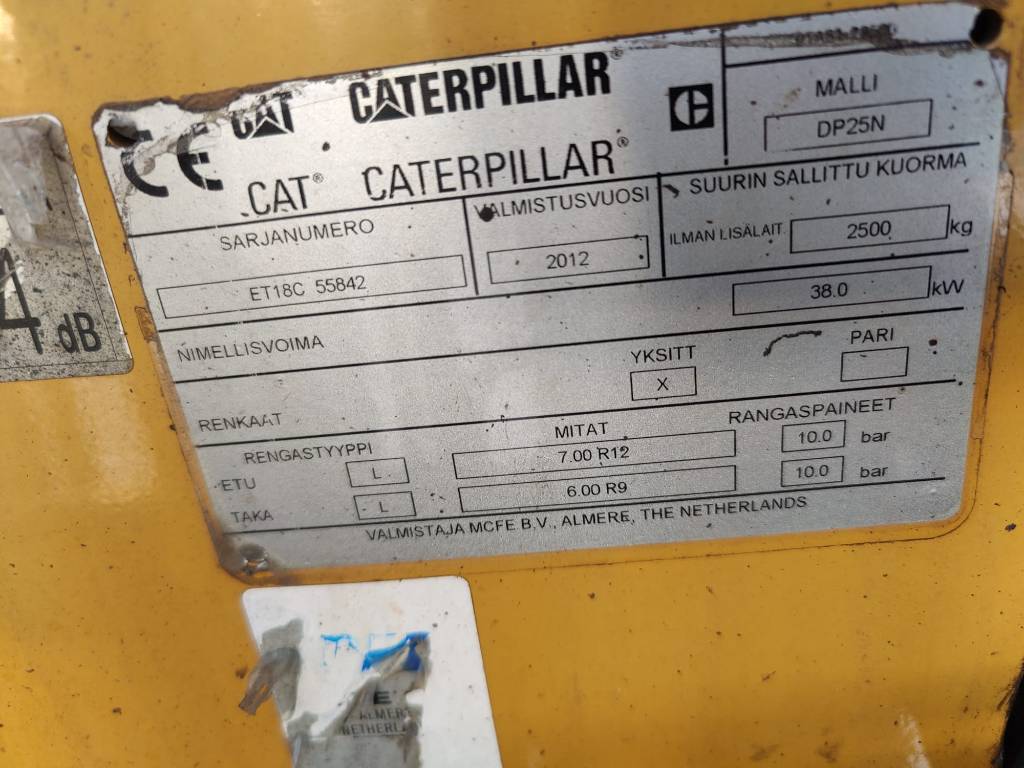 CE CAT CATERPILLAR®
CAT® CATERPILLAR®
MALLI
DP25N
SARJANUMERO
ET18C 55842
VALMISTUSVUOSI
2012
SUURIN SALLITTU KUORMA
ILMAN LISÄLAIT. 2500 kg
NIMELLISVOIMA 38.0 kW
RENKAAT YKSITT PARI
X
RENGASTYYPPI MITAT RANGASPAINEET
ETU L 7.00 R12 10.0 bar
TAKA L 6.00 R9 10.0 bar
VALMISTAJA MCFE B.V., ALMERE, THE NETHERLANDS
4
dB
E